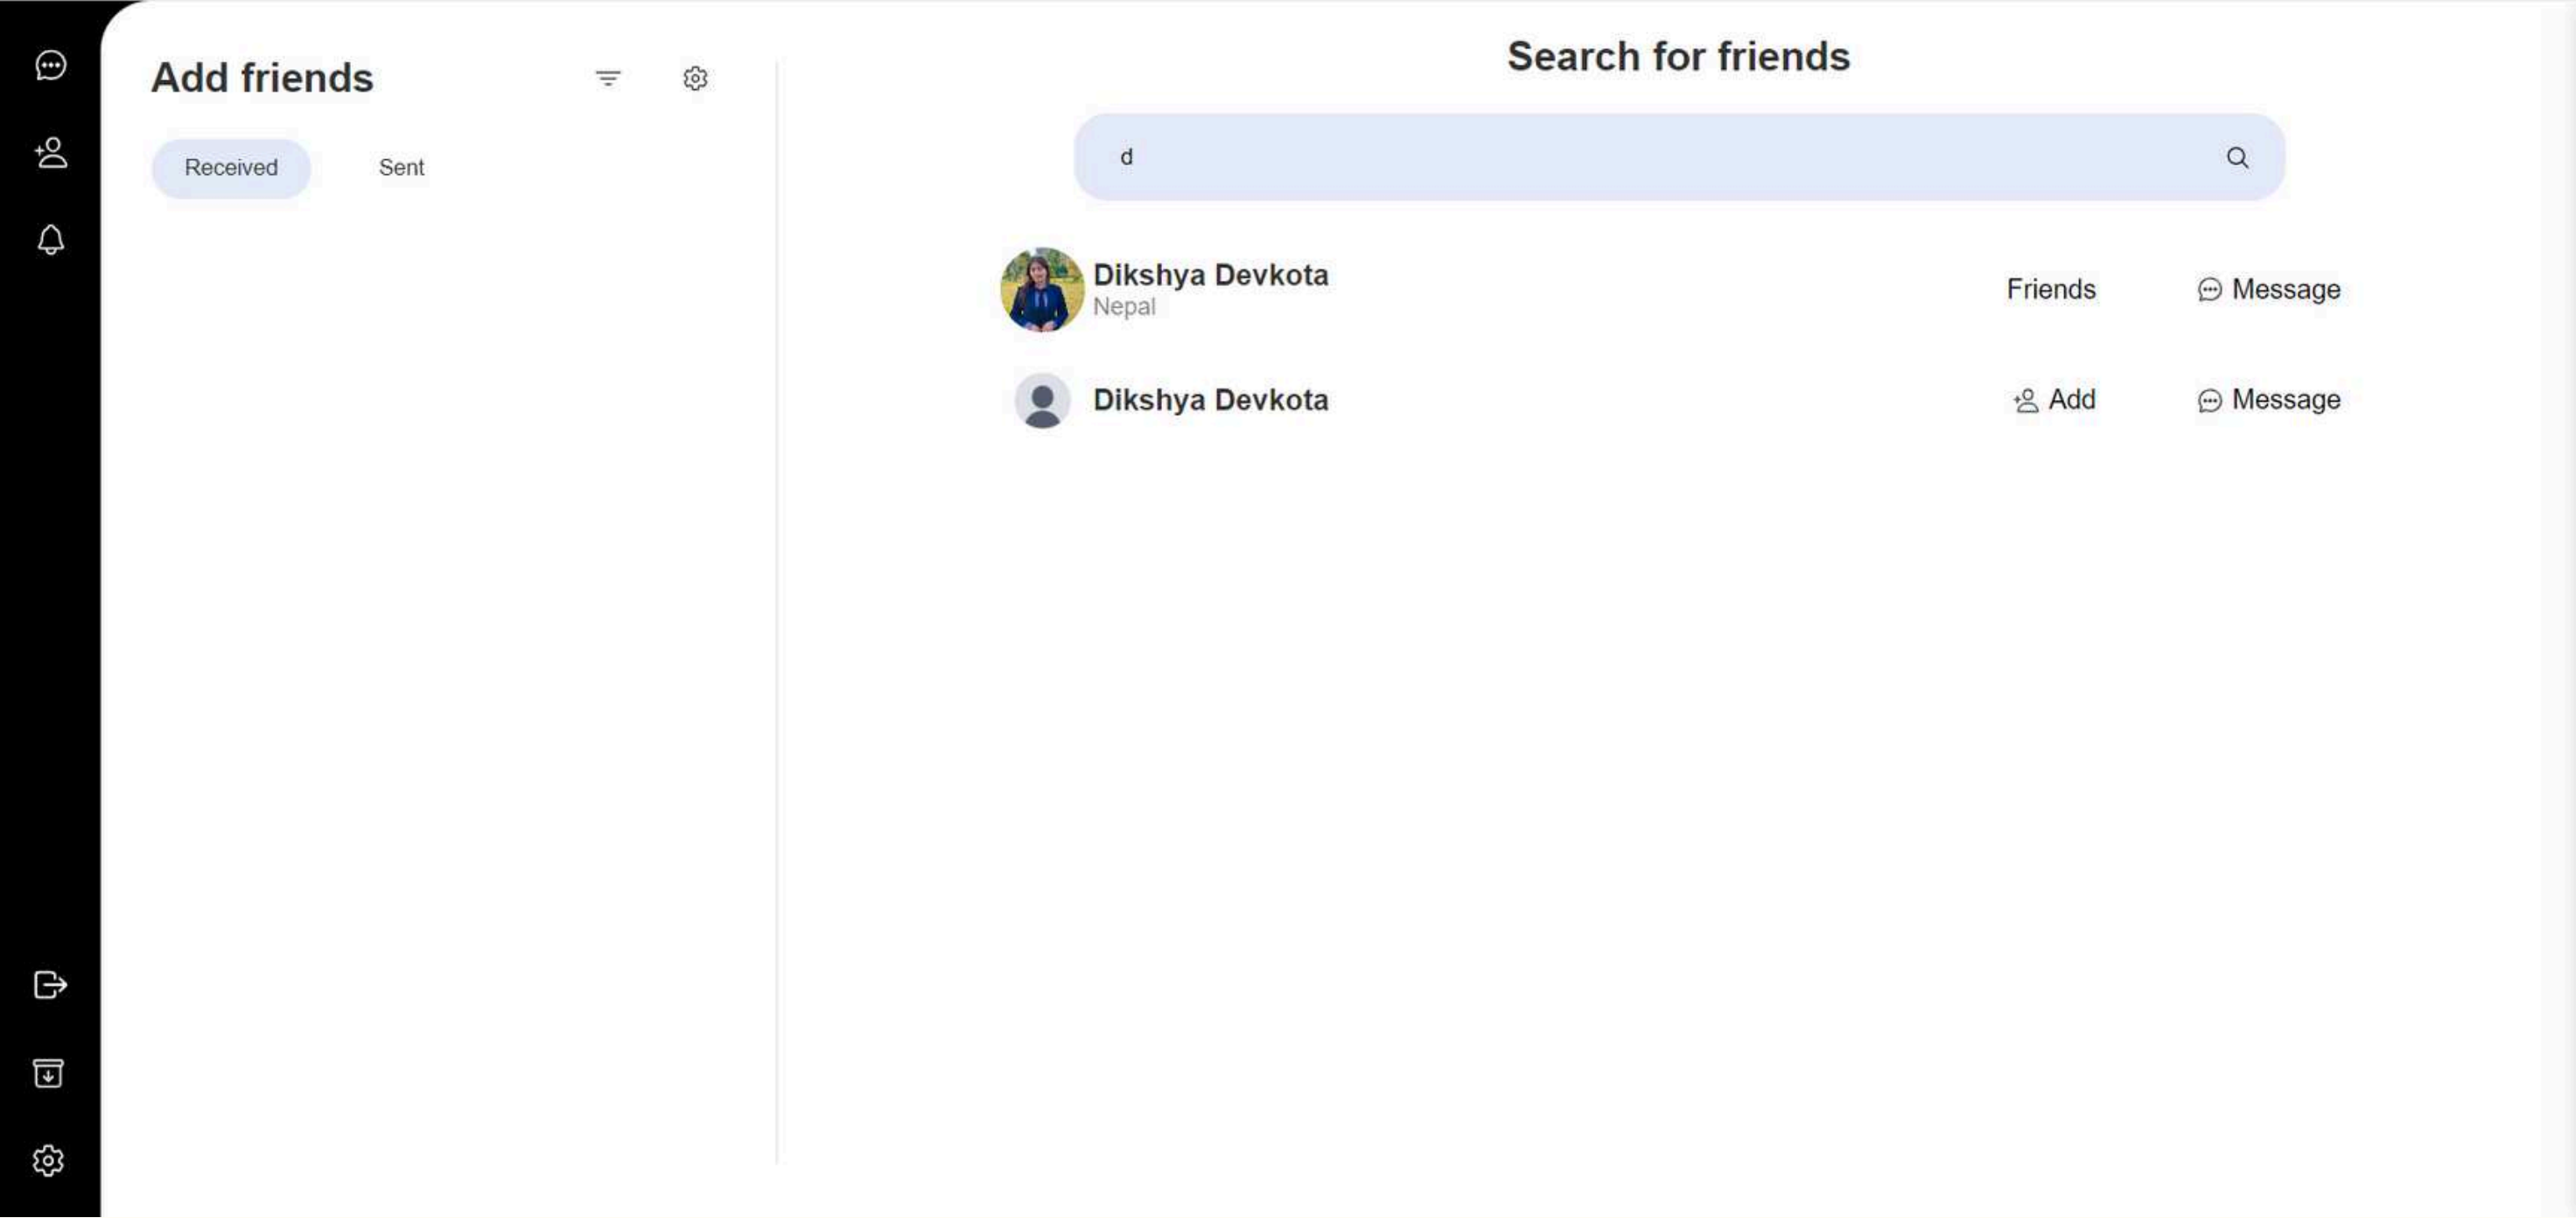 Add friends
Received Sent
Search for friends
d
Dikshya Devkota
Nepal
Friends Message
Dikshya Devkota
Add Message